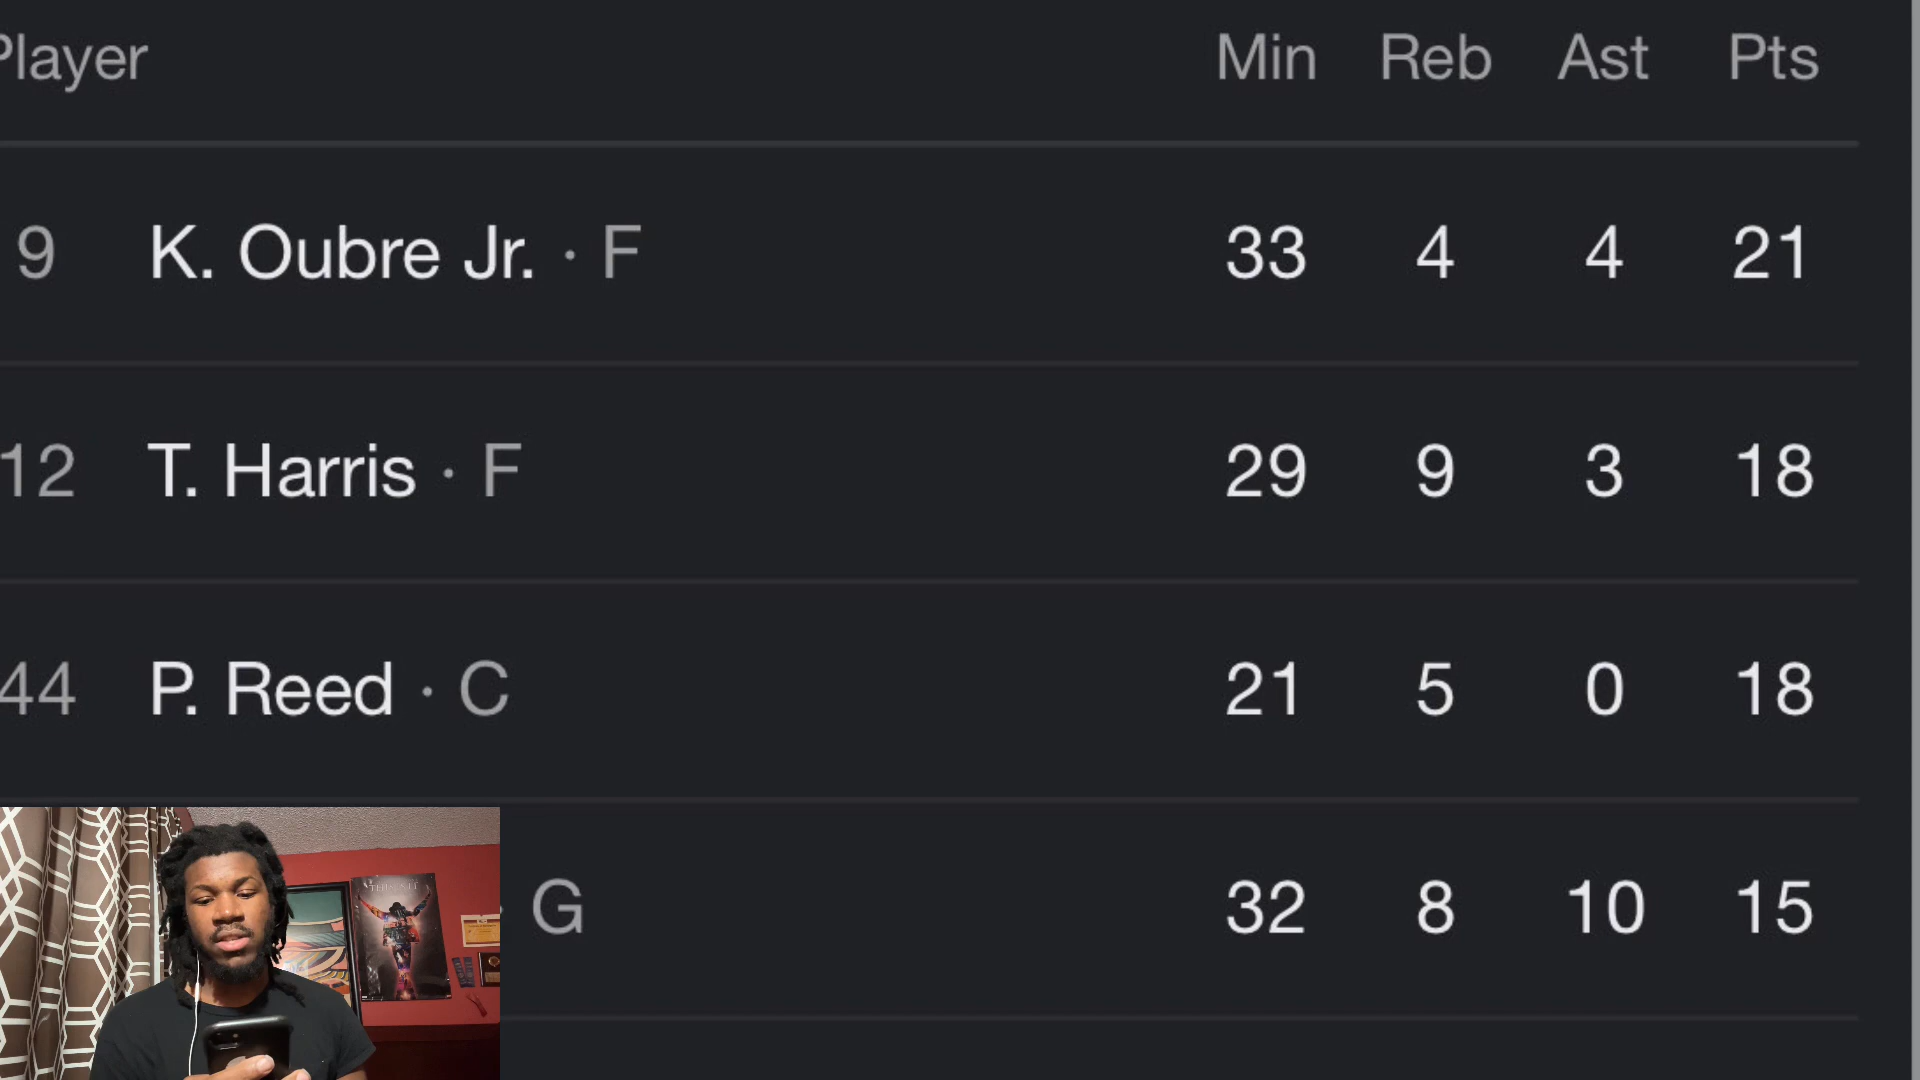 Player Min Reb Ast Pts
9 K. Oubre Jr. · F 33 4 4 21
12 T. Harris · F 29 9 3 18
44 P. Reed · C 21 5 0 18
· G 32 8 10 15